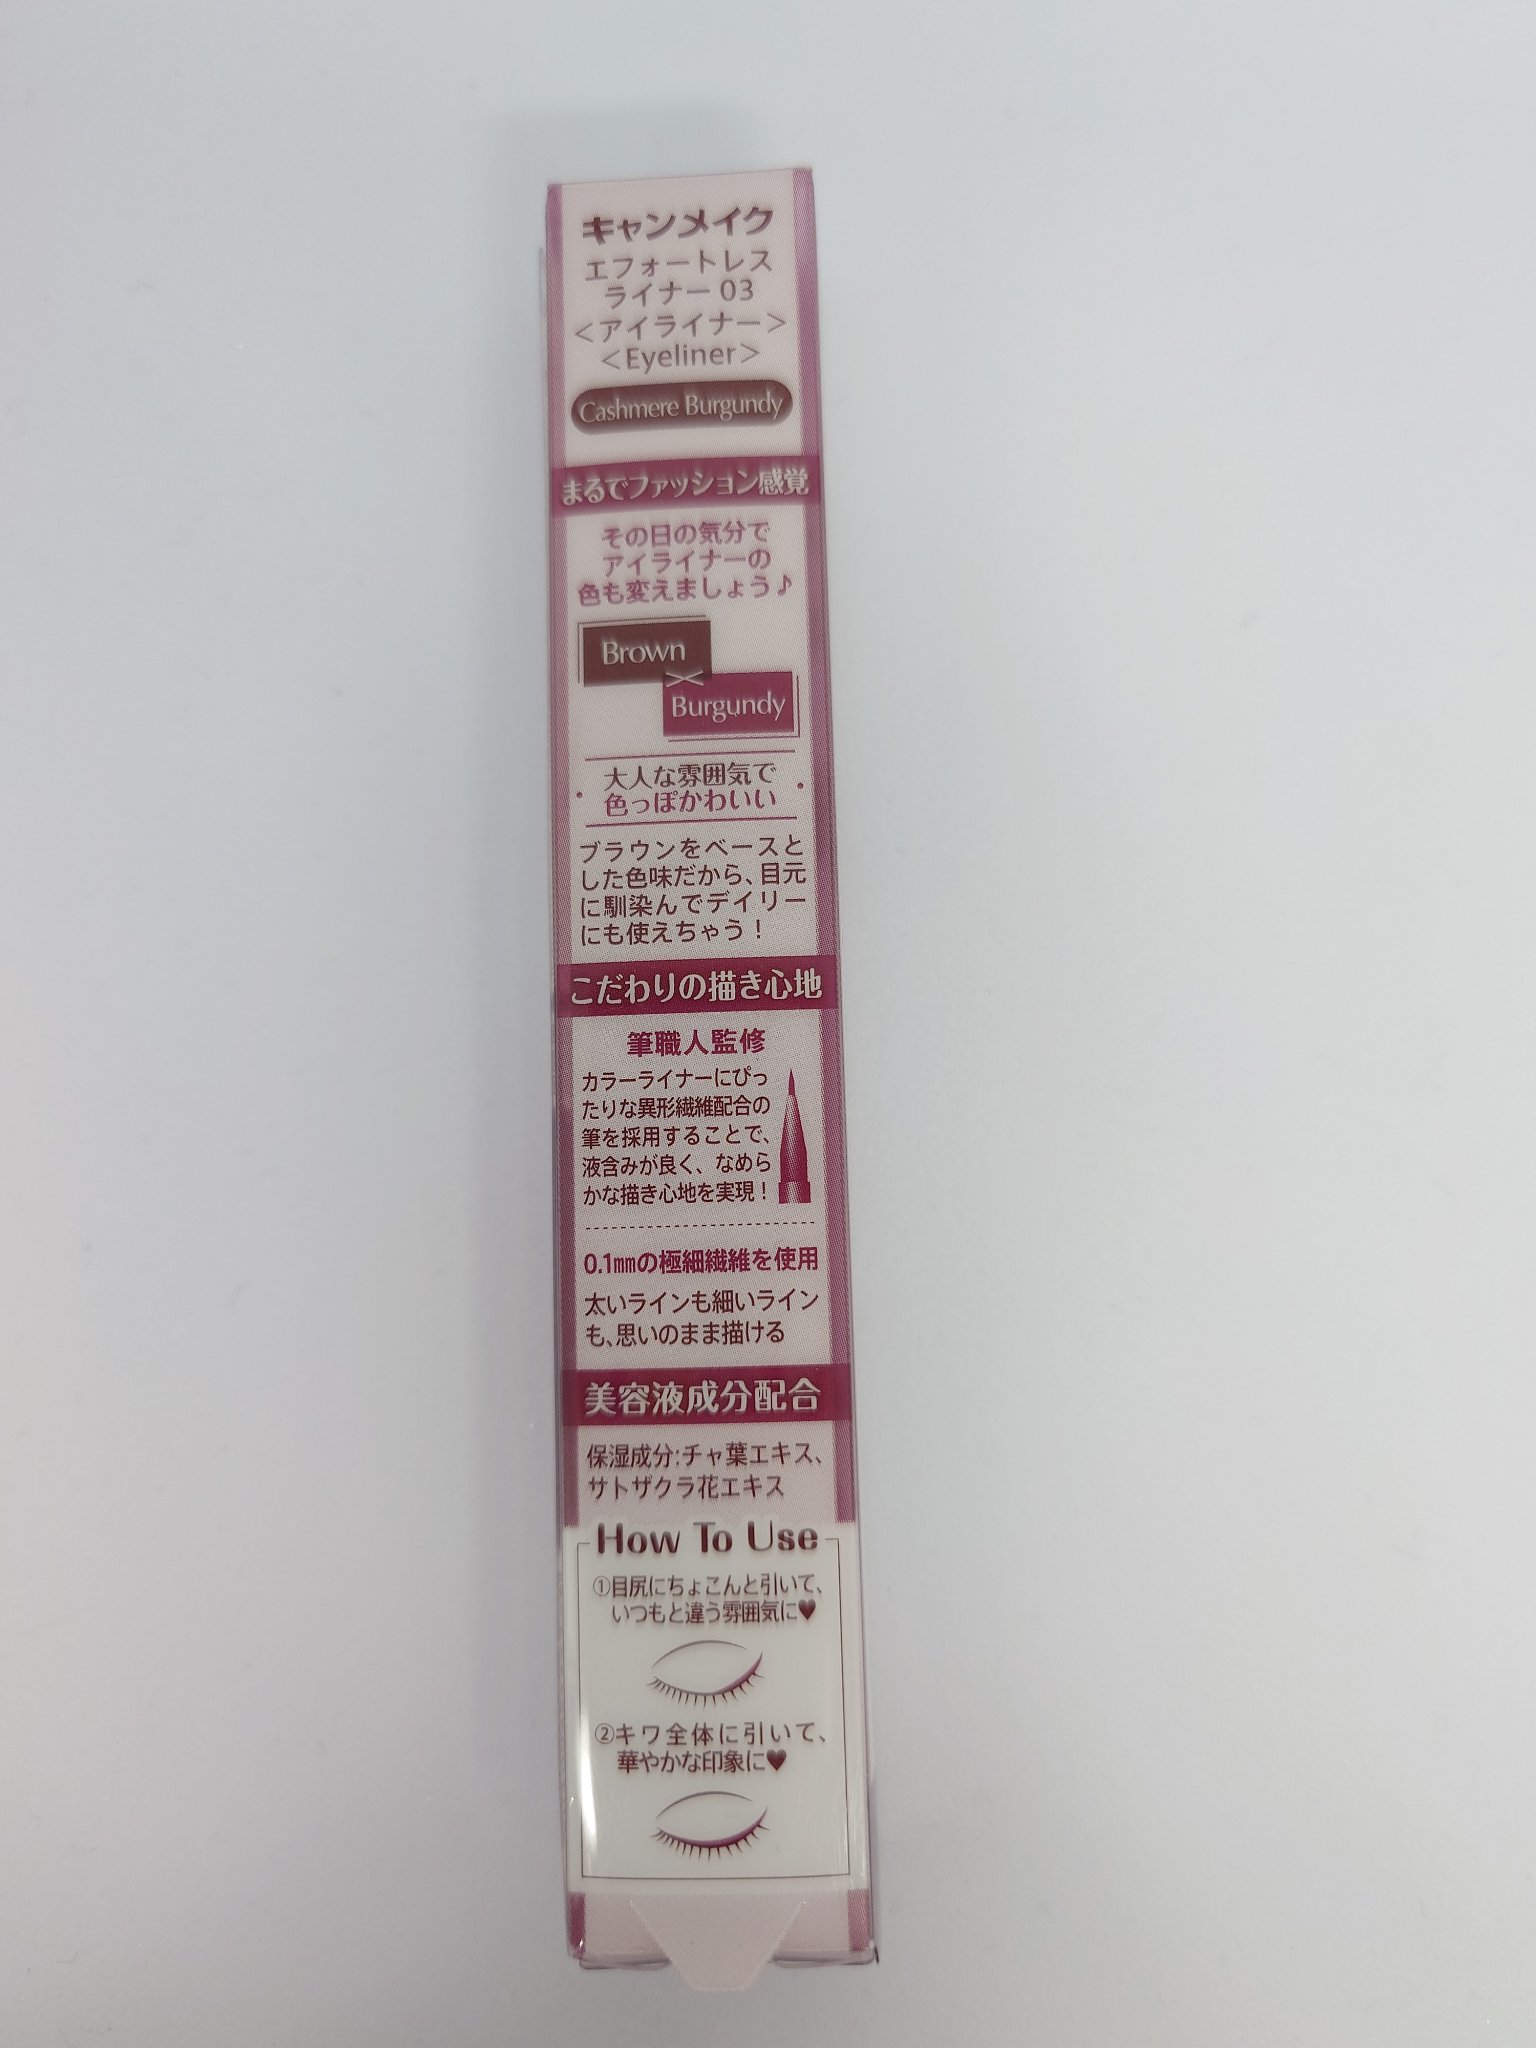 キャンメイク
エフォートレス
ライナー 03
＜アイライナー＞
＜Eyeliner＞
Cashmere Burgundy
まるでファッション感覚
その日の気分で
アイライナーの
色も変えましょう♪
Brown
×
Burgundy
大人な雰囲気で
色っぽかわいい
ブラウンをベースと
した色味だから、目元
に馴染んでデイリー
にも使えちゃう！
こだわりの描き心地
筆職人監修
カラーライナーにぴっ
たりな異形繊維配合の
筆を採用することで、
液含みが良く、なめら
かな描き心地を実現！
0.1㎜の極細繊維を使用
太いラインも細いライン
も、思いのまま描ける
美容液成分配合
保湿成分:チャ葉エキス、
サトザクラ花エキス
How To Use
①目尻にちょこんと引いて、
いつもと違う雰囲気に♥
②キワ全体に引いて、
華やかな印象に♥